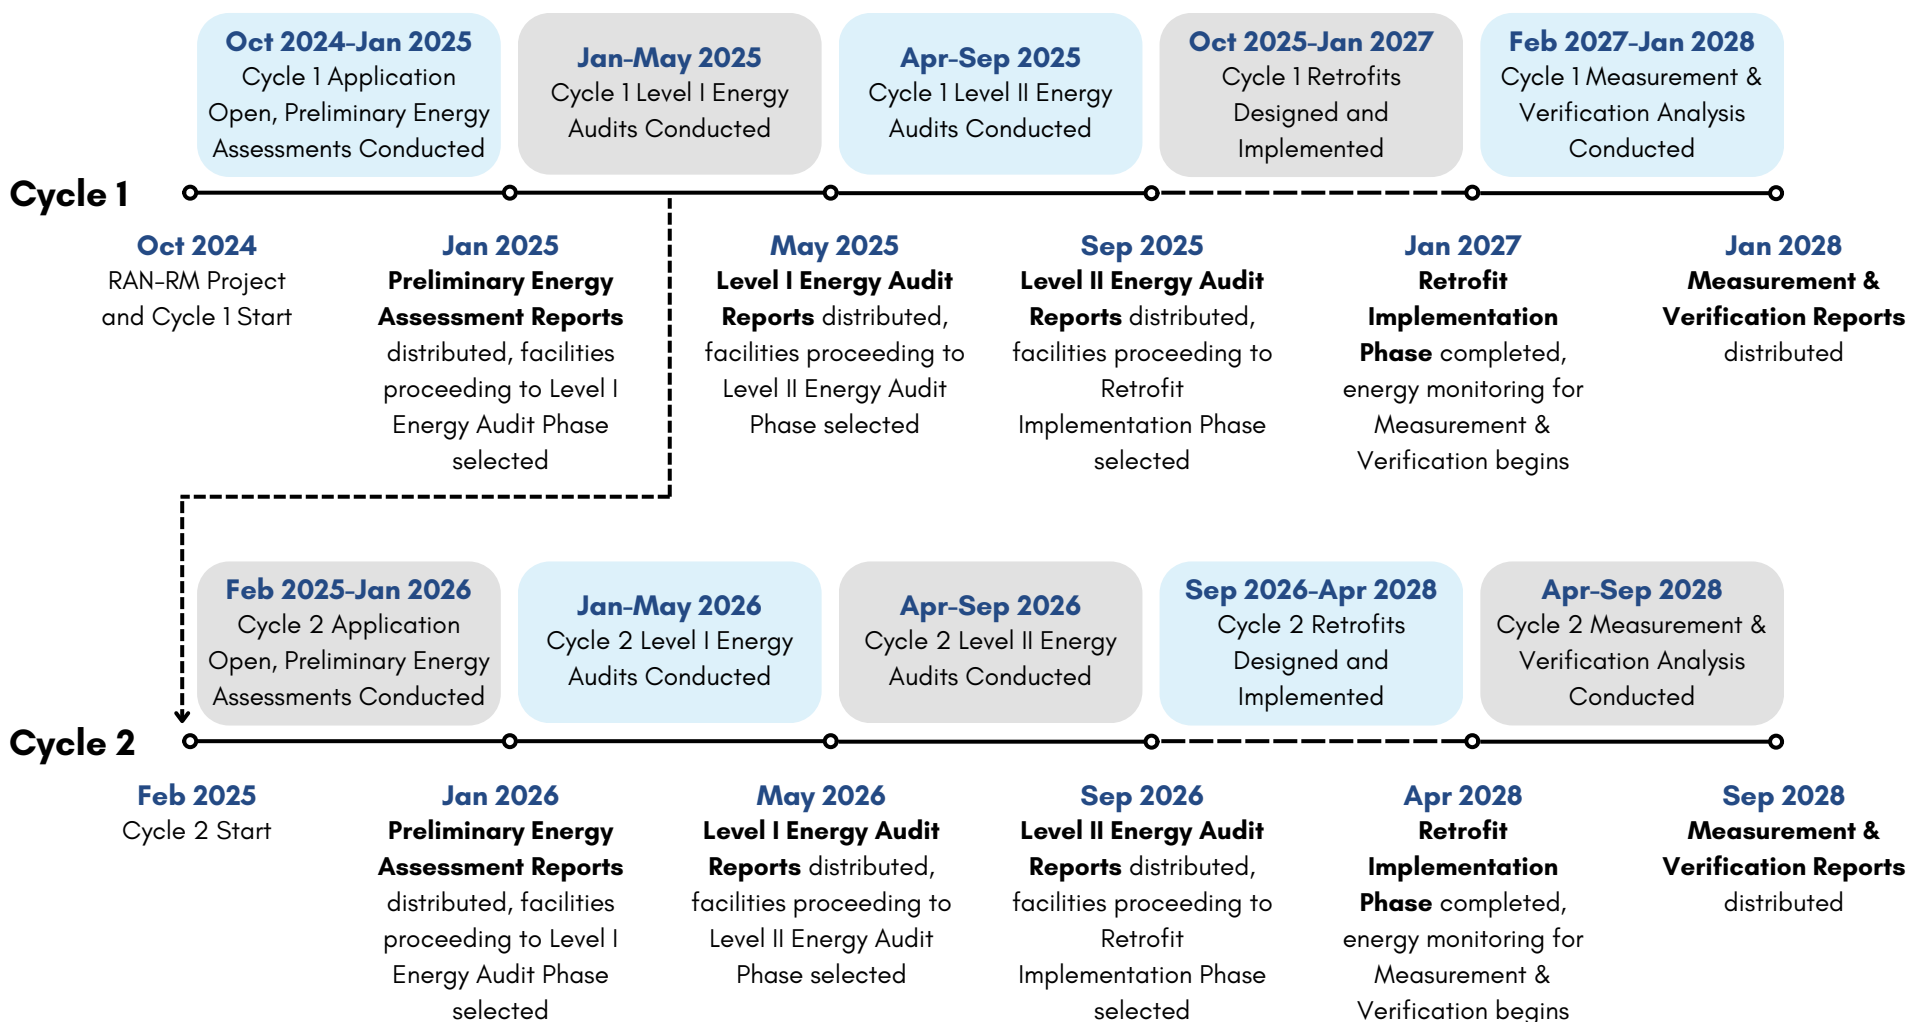 Oct 2024-Jan 2025
Cycle 1 Application
Open, Preliminary Energy
Assessments Conducted
Jan-May 2025
Cycle 1 Level I Energy
Audits Conducted
Apr-Sep 2025
Cycle 1 Level II Energy
Audits Conducted
Oct 2025-Jan 2027
Cycle 1 Retrofits
Designed and
Implemented
Feb 2027-Jan 2028
Cycle 1 Measurement &
Verification Analysis
Conducted
Cycle 1
Oct 2024
RAN-RM Project
and Cycle 1 Start
Jan 2025
Preliminary Energy
Assessment Reports
distributed, facilities
proceeding to Level I
Energy Audit Phase
selected
May 2025
Level I Energy Audit
Reports distributed,
facilities proceeding to
Level II Energy Audit
Phase selected
Sep 2025
Level II Energy Audit
Reports distributed,
facilities proceeding to
Retrofit
Implementation Phase
selected
Jan 2027
Retrofit
Implementation
Phase completed,
energy monitoring for
Measurement &
Verification begins
Jan 2028
Measurement &
Verification Reports
distributed
Feb 2025-Jan 2026
Cycle 2 Application
Open, Preliminary Energy
Assessments Conducted
Jan-May 2026
Cycle 2 Level I Energy
Audits Conducted
Apr-Sep 2026
Cycle 2 Level II Energy
Audits Conducted
Sep 2026-Apr 2028
Cycle 2 Retrofits
Designed and
Implemented
Apr-Sep 2028
Cycle 2 Measurement &
Verification Analysis
Conducted
Cycle 2
Feb 2025
Cycle 2 Start
Jan 2026
Preliminary Energy
Assessment Reports
distributed, facilities
proceeding to Level I
Energy Audit Phase
selected
May 2026
Level I Energy Audit
Reports distributed,
facilities proceeding to
Level II Energy Audit
Phase selected
Sep 2026
Level II Energy Audit
Reports distributed,
facilities proceeding to
Retrofit
Implementation Phase
selected
Apr 2028
Retrofit
Implementation
Phase completed,
energy monitoring for
Measurement &
Verification begins
Sep 2028
Measurement &
Verification Reports
distributed